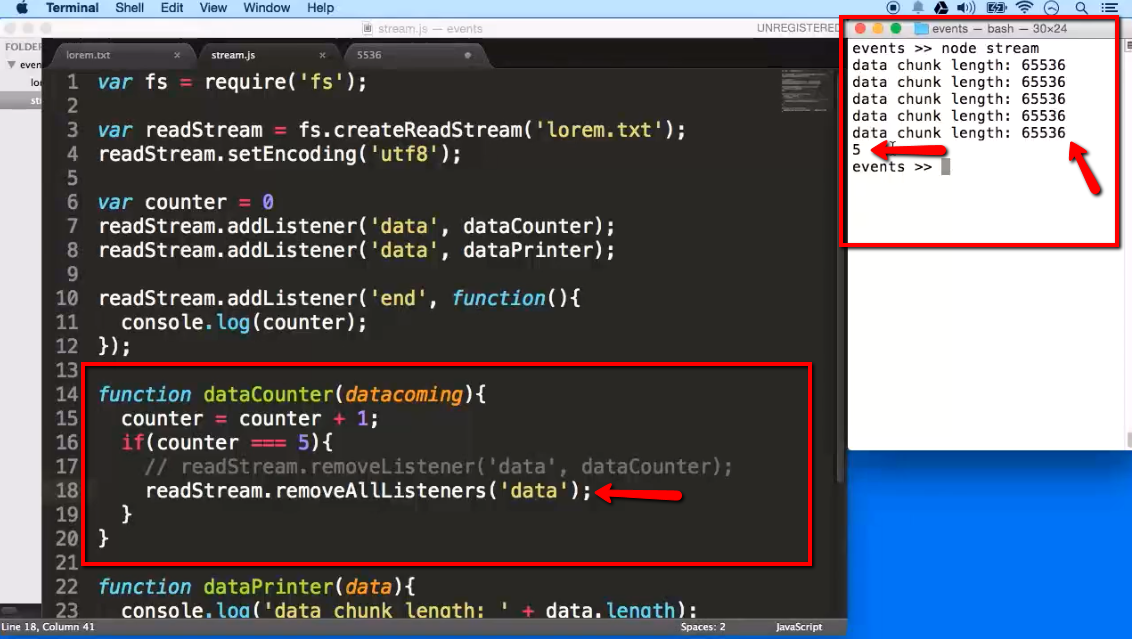 Terminal Shell Edit View Window Help
stream.js — events
UNREGISTERED
events — bash — 30×24
FOLDER
lorem.txt × stream.js × 5536
even
lor
st
1 var fs = require('fs');
2
3 var readStream = fs.createReadStream('lorem.txt');
4 readStream.setEncoding('utf8');
5
6 var counter = 0
7 readStream.addListener('data', dataCounter);
8 readStream.addListener('data', dataPrinter);
9
10 readStream.addListener('end', function(){
11 console.log(counter);
12 });
13
14 function dataCounter(datacoming){
15 counter = counter + 1;
16 if(counter === 5){
17 // readStream.removeListener('data', dataCounter);
18 readStream.removeAllListeners('data');
19 }
20 }
21
22 function dataPrinter(data){
23 console.log('data chunk length: ' + data.length);
Line 18, Column 41
Spaces: 2
JavaScript
events >> node stream
data chunk length: 65536
data chunk length: 65536
data chunk length: 65536
data chunk length: 65536
data chunk length: 65536
5
events >>